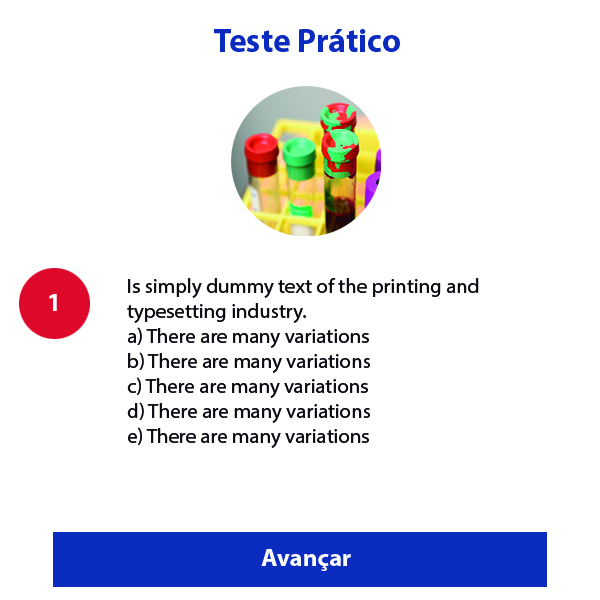 Teste Prático
1
Is simply dummy text of the printing and
typesetting industry.
a) There are many variations
b) There are many variations
c) There are many variations
d) There are many variations
e) There are many variations
Avançar